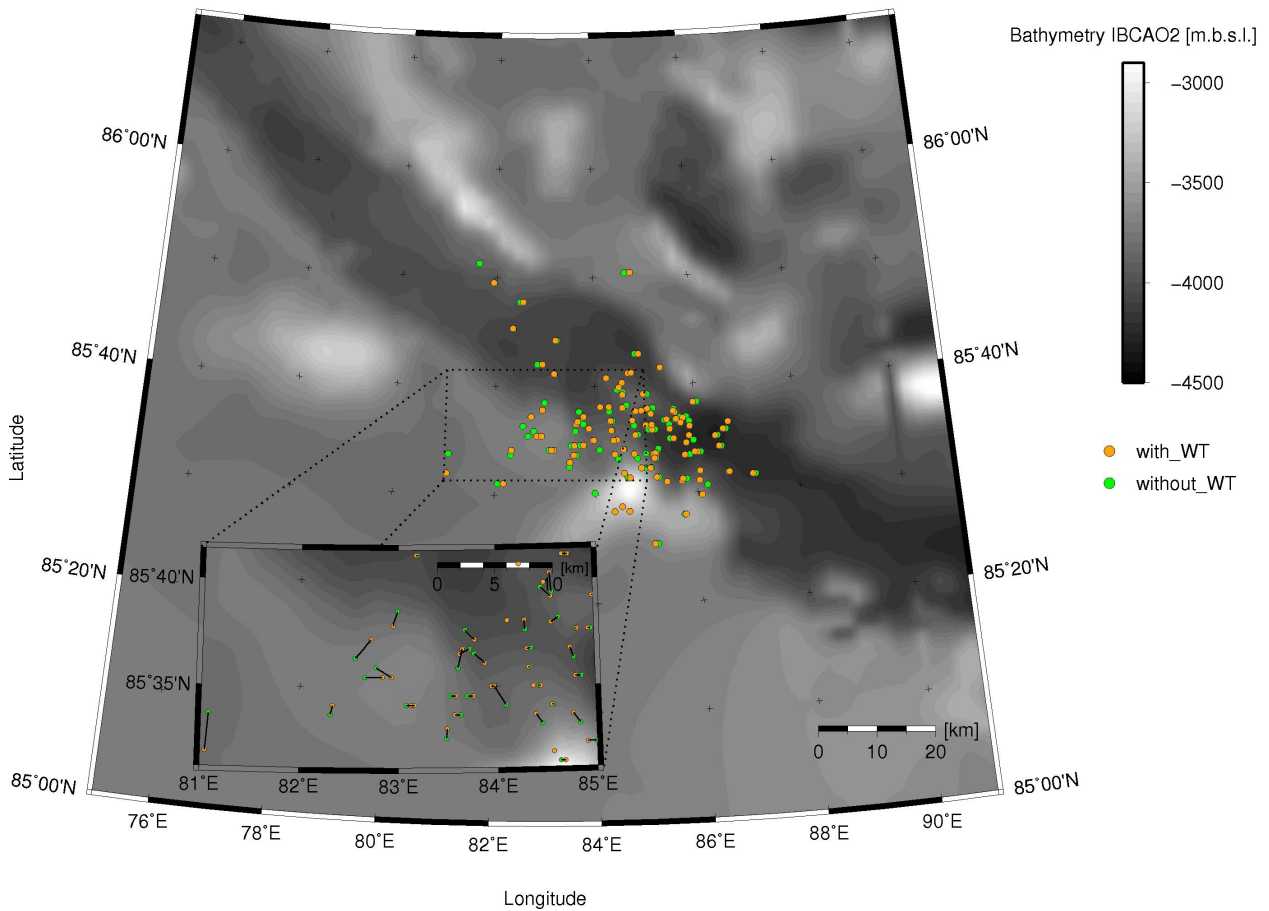 Bathymetry IBCAO2 [m.b.s.l.]
−3000
−3500
−4000
−4500
with_WT
without_WT
86°00'N
86°00'N
85°40'N
85°40'N
85°20'N
85°20'N
85°00'N
85°00'N
Latitude
85°40'N
85°35'N
[km]
0 5 10
81°E 82°E 83°E 84°E 85°E
[km]
0 10 20
76°E 78°E 80°E 82°E 84°E 86°E 88°E 90°E
Longitude